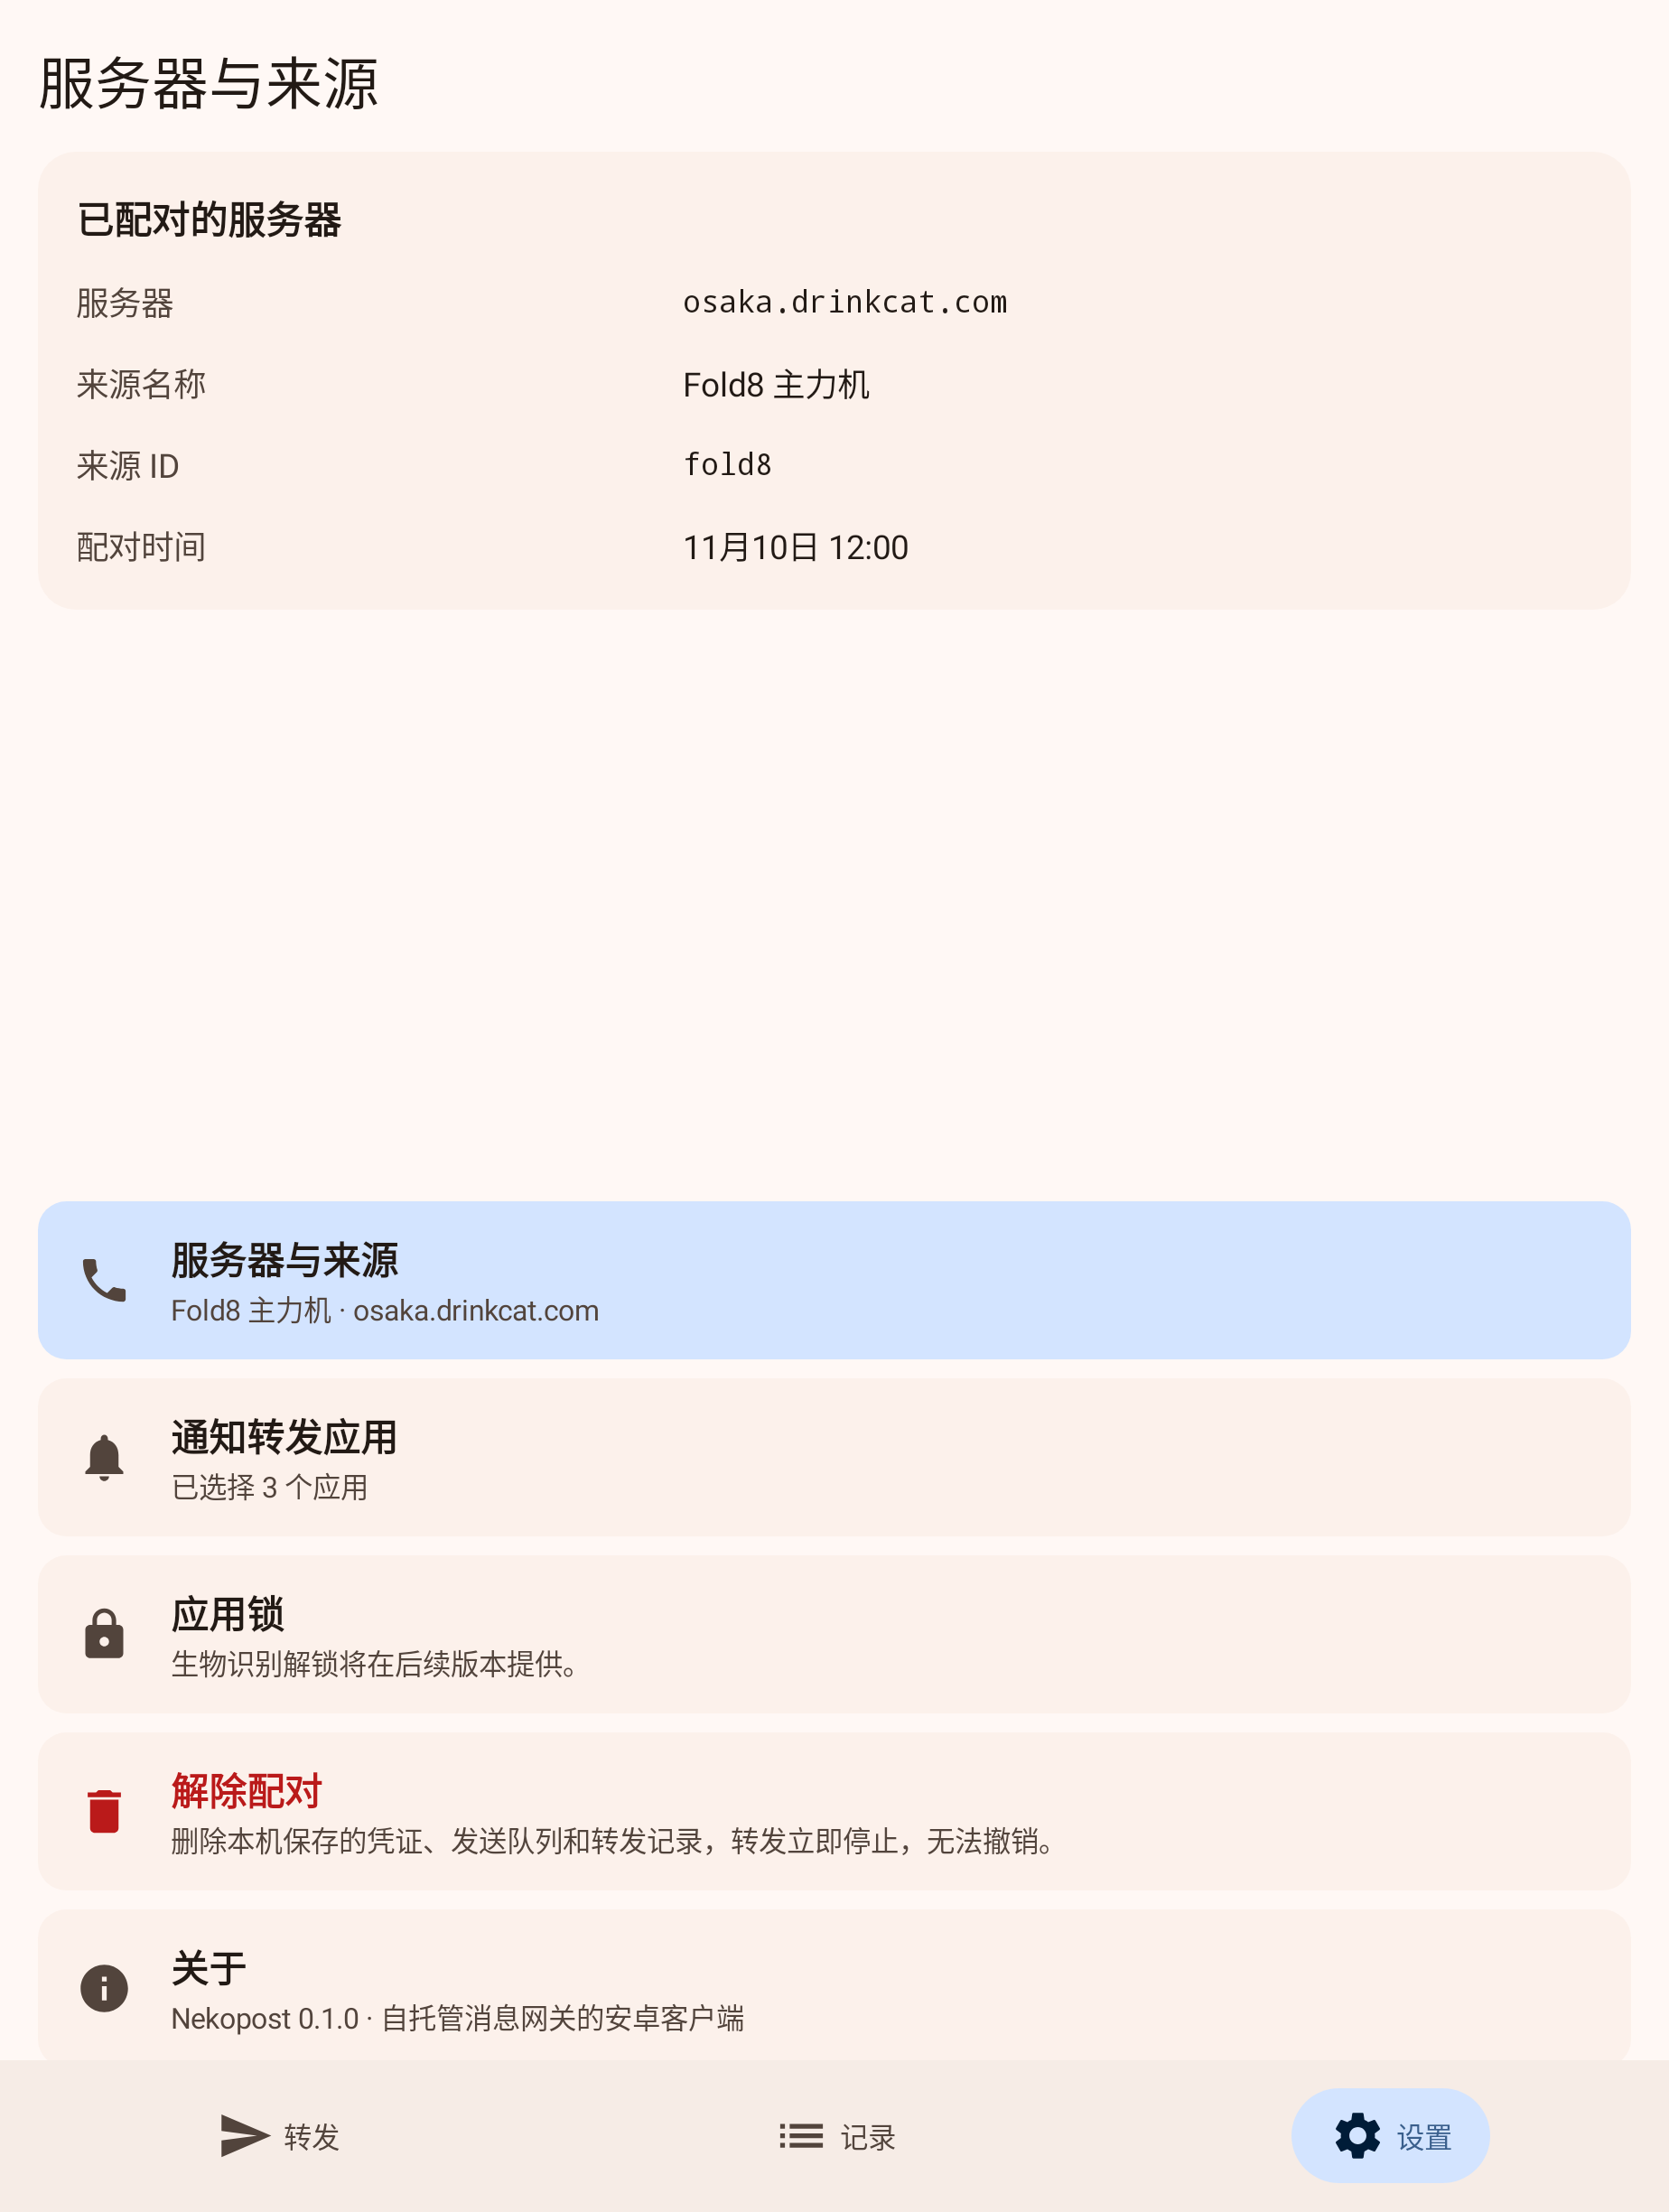 服务器与来源
已配对的服务器
服务器 osaka.drinkcat.com
来源名称 Fold8 主力机
来源 ID fold8
配对时间 11月10日 12:00
服务器与来源
Fold8 主力机 · osaka.drinkcat.com
通知转发应用
已选择 3 个应用
应用锁
生物识别解锁将在后续版本提供。
解除配对
删除本机保存的凭证、发送队列和转发记录，转发立即停止，无法撤销。
关于
Nekopost 0.1.0 · 自托管消息网关的安卓客户端
转发 记录 设置